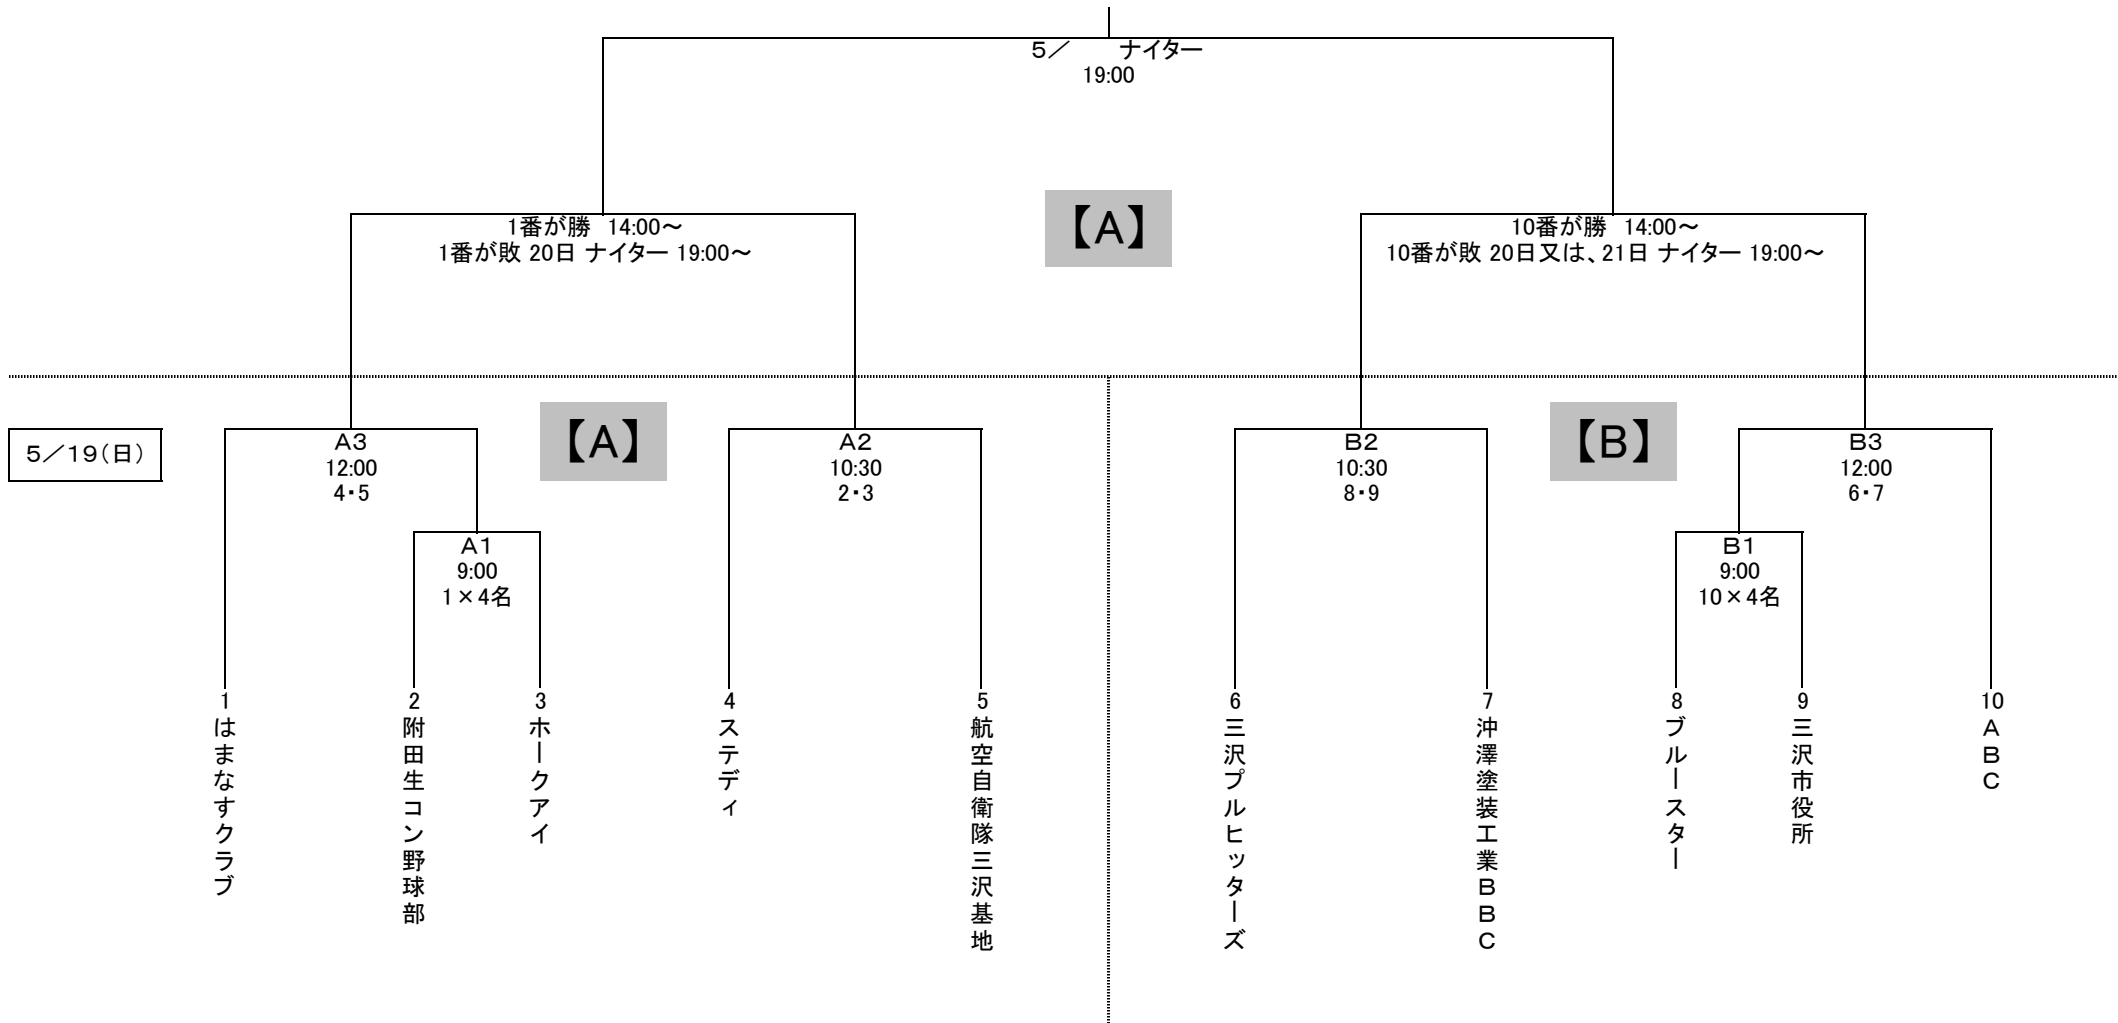 5／　　ナイター
19:00
【A】
1番が勝　14:00～
1番が敗 20日 ナイター 19:00～
10番が勝　14:00～
10番が敗 20日又は、21日 ナイター 19:00～
5／19（日）
【A】
【B】
A3
12:00
4・5
A2
10:30
2・3
B2
10:30
8・9
B3
12:00
6・7
A1
9:00
1×4名
B1
9:00
10×4名
1
はまなすクラブ
2
附田生コン野球部
3
ホークアイ
4
ステディ
5
航空自衛隊三沢基地
6
三沢プルヒッターズ
7
沖澤塗装工業BBC
8
ブルースター
9
三沢市役所
10
ABC